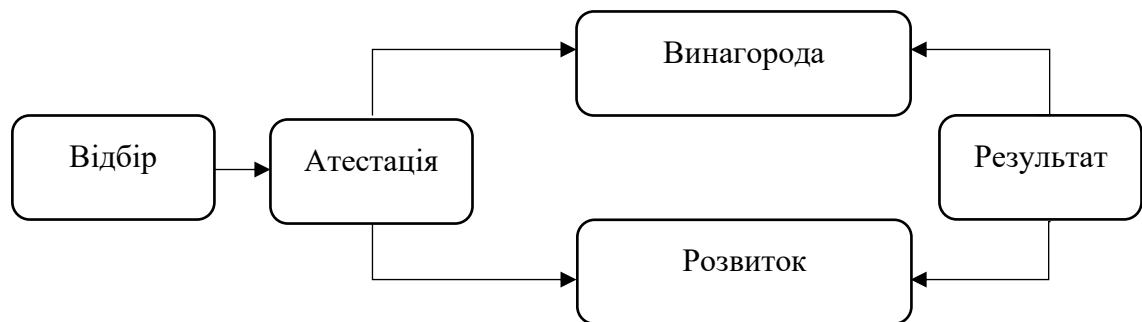 Винагорода
Відбір
Атестація
Результат
Розвиток